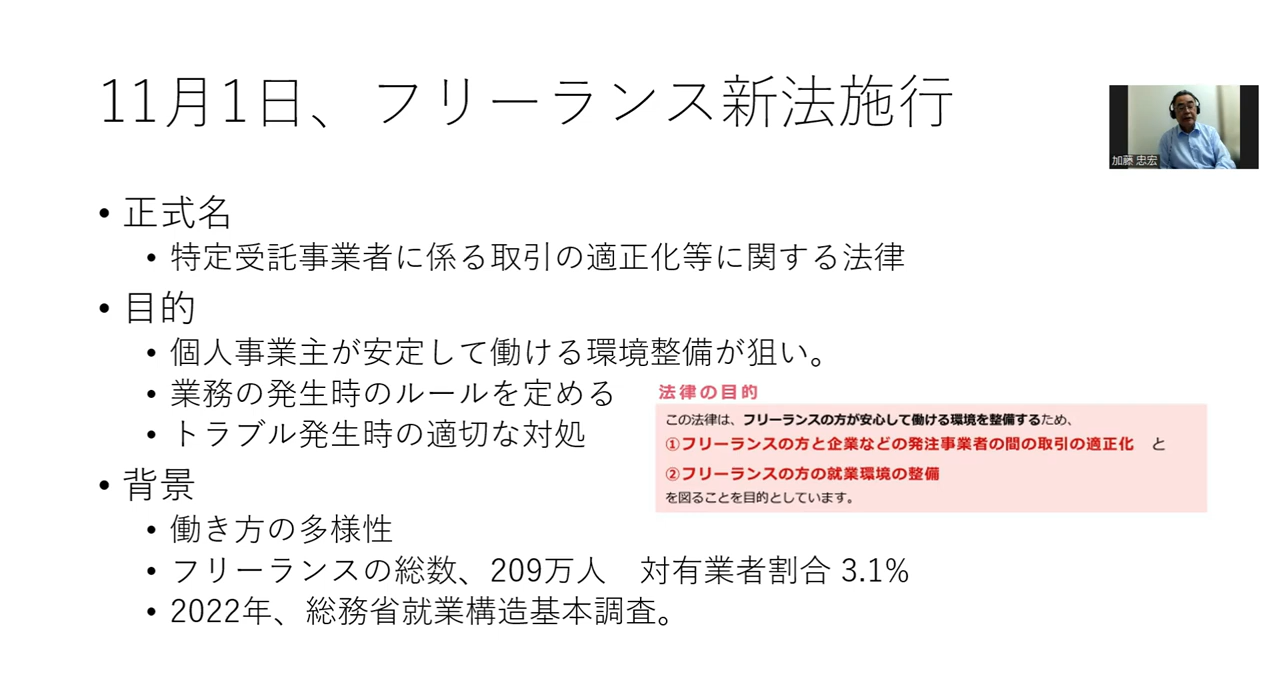 11月1日、フリーランス新法施行
加藤 忠宏
• 正式名
• 特定受託事業者に係る取引の適正化等に関する法律
• 目的
• 個人事業主が安定して働ける環境整備が狙い。
• 業務の発生時のルールを定める
• トラブル発生時の適切な対処
法律の目的
この法律は、フリーランスの方が安心して働ける環境を整備するため、
①フリーランスの方と企業などの発注事業者の間の取引の適正化 と
②フリーランスの方の就業環境の整備
を図ることを目的としています。
• 背景
• 働き方の多様性
• フリーランスの総数、209万人 対有業者割合 3.1%
• 2022年、総務省就業構造基本調査。